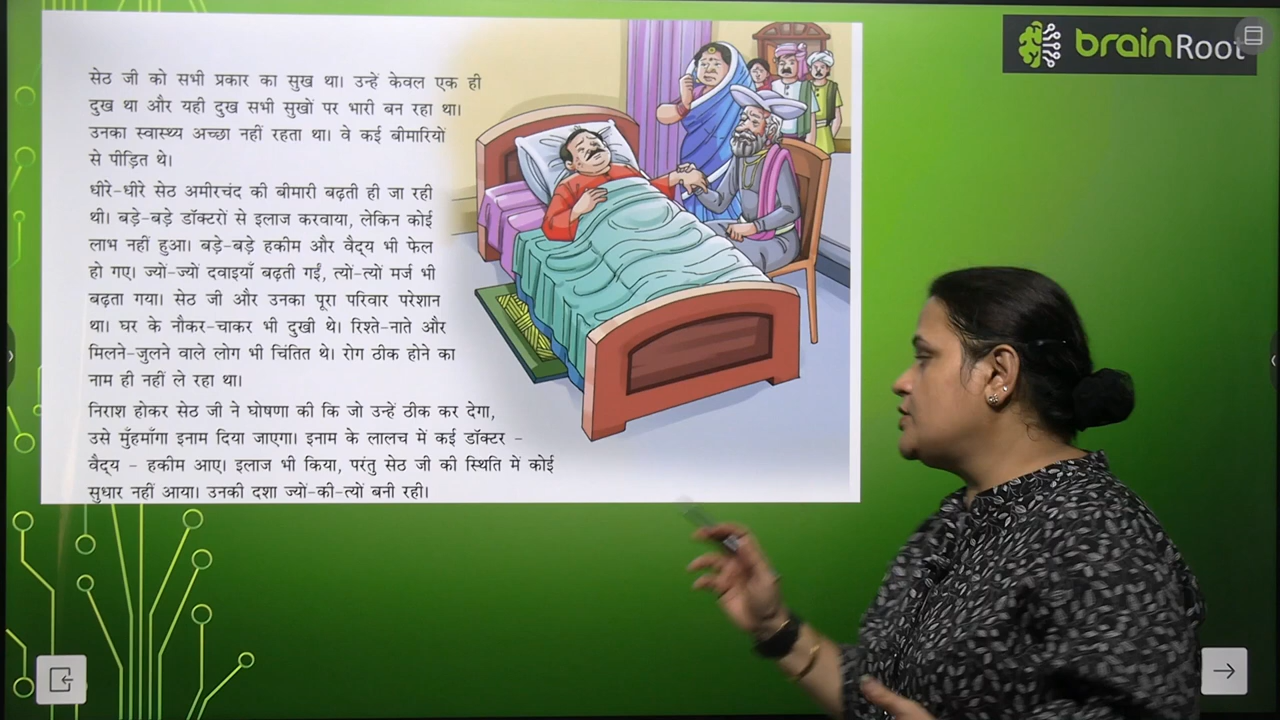 brainRoot
सेठ जी को सभी प्रकार का सुख था। उन्हें केवल एक ही
दुख था और यही दुख सभी सुखों पर भारी बन रहा था।
उनका स्वास्थ्य अच्छा नहीं रहता था। वे कई बीमारियों
से पीड़ित थे।
धीरे-धीरे सेठ अमीरचंद की बीमारी बढ़ती ही जा रही
थी। बड़े-बड़े डॉक्टरों से इलाज करवाया, लेकिन कोई
लाभ नहीं हुआ। बड़े-बड़े हकीम और वैद्य भी फेल
हो गए। ज्यों-ज्यों दवाइयाँ बढ़ती गईं, त्यों-त्यों मर्ज भी
बढ़ता गया। सेठ जी और उनका पूरा परिवार परेशान
था। घर के नौकर-चाकर भी दुखी थे। रिश्ते-नाते और
मिलने-जुलने वाले लोग भी चिंतित थे। रोग ठीक होने का
नाम ही नहीं ले रहा था।
निराश होकर सेठ जी ने घोषणा की कि जो उन्हें ठीक कर देगा,
उसे मुँहमाँगा इनाम दिया जाएगा। इनाम के लालच में कई डॉक्टर -
वैद्य - हकीम आए। इलाज भी किया, परंतु सेठ जी की स्थिति में कोई
सुधार नहीं आया। उनकी दशा ज्यों-की-त्यों बनी रही।